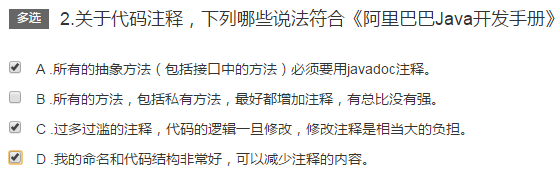 多选 2.关于代码注释，下列哪些说法符合《阿里巴巴Java开发手册》
A .所有的抽象方法（包括接口中的方法）必须要用javadoc注释。
B .所有的方法，包括私有方法，最好都增加注释，有总比没有强。
C .过多过滥的注释，代码的逻辑一旦修改，修改注释是相当大的负担。
D .我的命名和代码结构非常好，可以减少注释的内容。